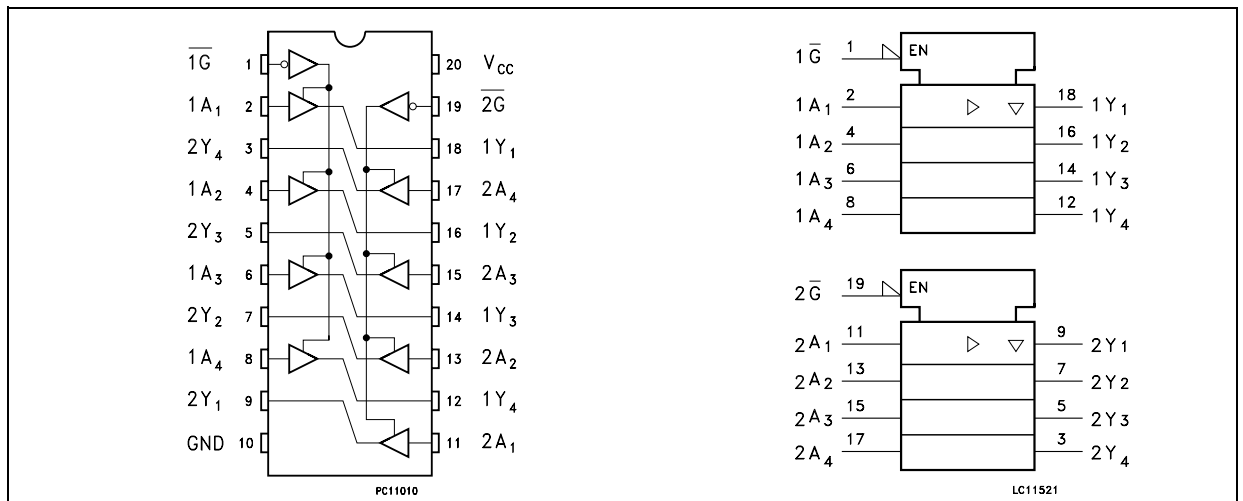 1G̅ 1 20 VCC
1A1 2 19 2G̅
2Y4 3 18 1Y1
1A2 4 17 2A4
2Y3 5 16 1Y2
1A3 6 15 2A3
2Y2 7 14 1Y3
1A4 8 13 2A2
2Y1 9 12 1Y4
GND 10 11 2A1
PC11010
1G̅ 1 EN
1A1 2 18 1Y1
1A2 4 16 1Y2
1A3 6 14 1Y3
1A4 8 12 1Y4
2G̅ 19 EN
2A1 11 9 2Y1
2A2 13 7 2Y2
2A3 15 5 2Y3
2A4 17 3 2Y4
LC11521